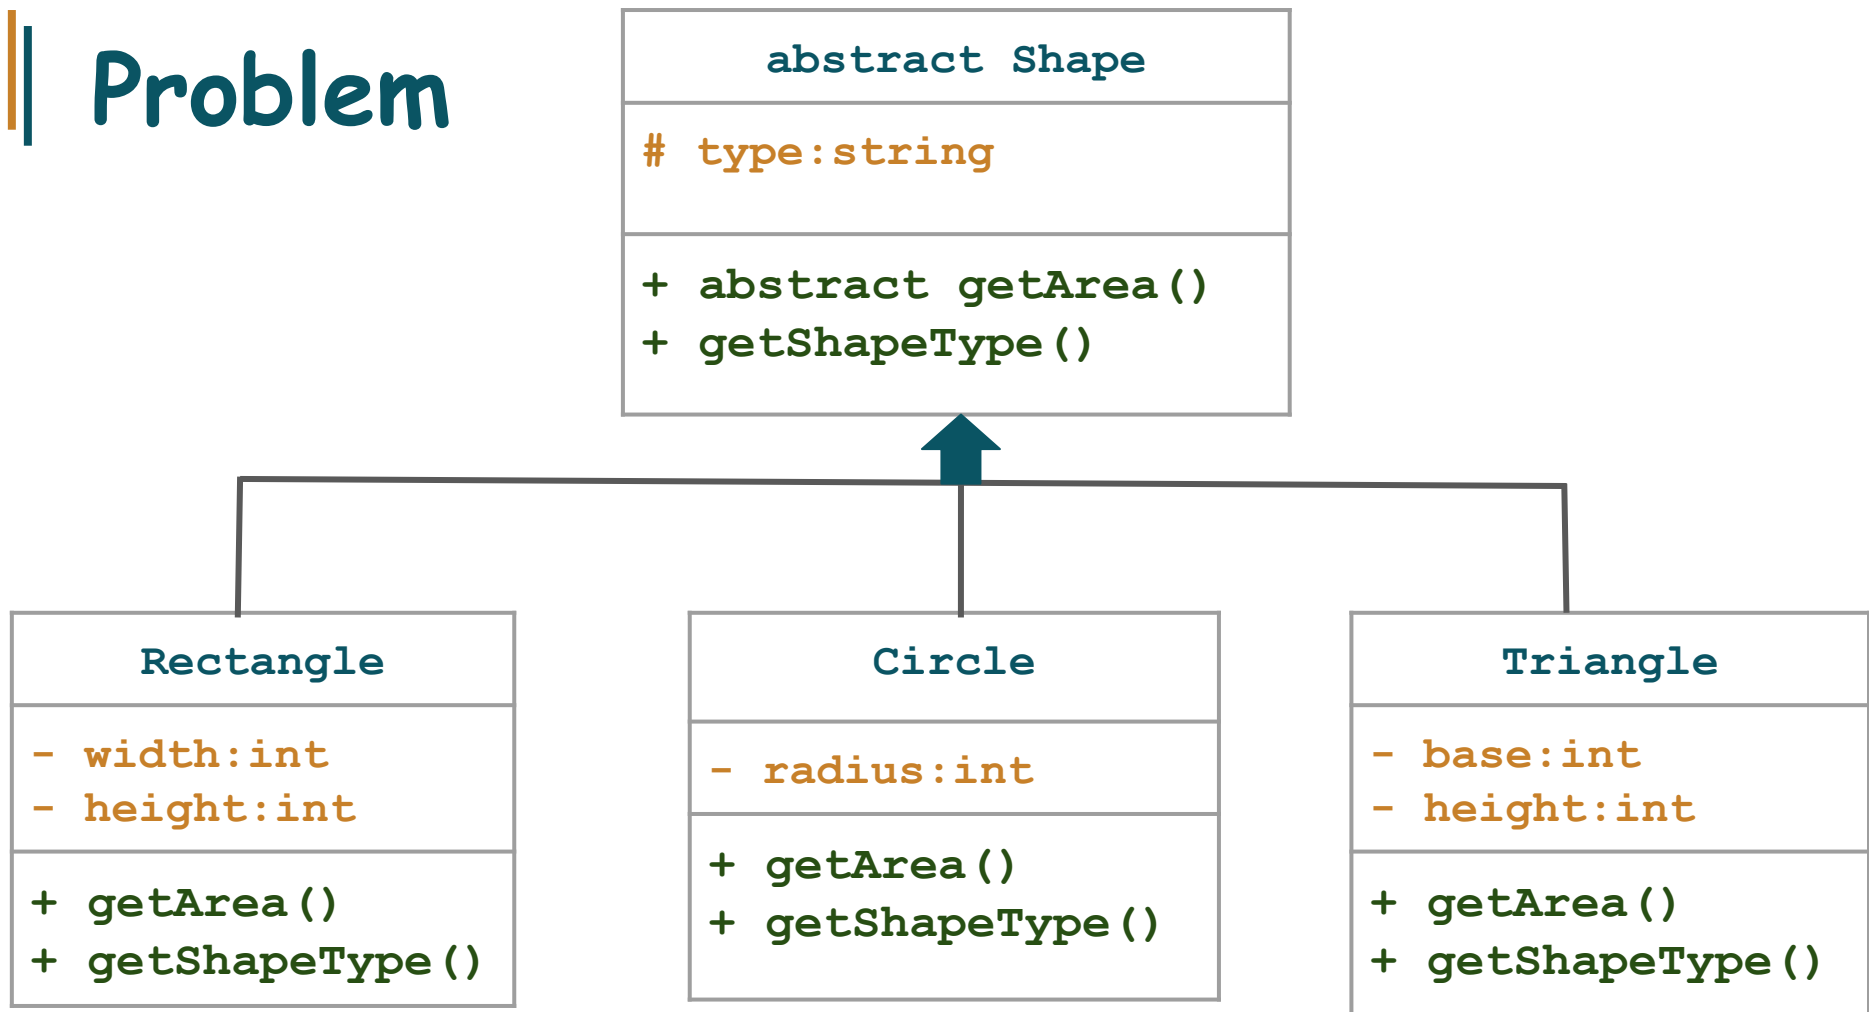 Problem
abstract Shape
# type:string
+ abstract getArea()
+ getShapeType()
Rectangle
- width:int
- height:int
+ getArea()
+ getShapeType()
Circle
- radius:int
+ getArea()
+ getShapeType()
Triangle
- base:int
- height:int
+ getArea()
+ getShapeType()